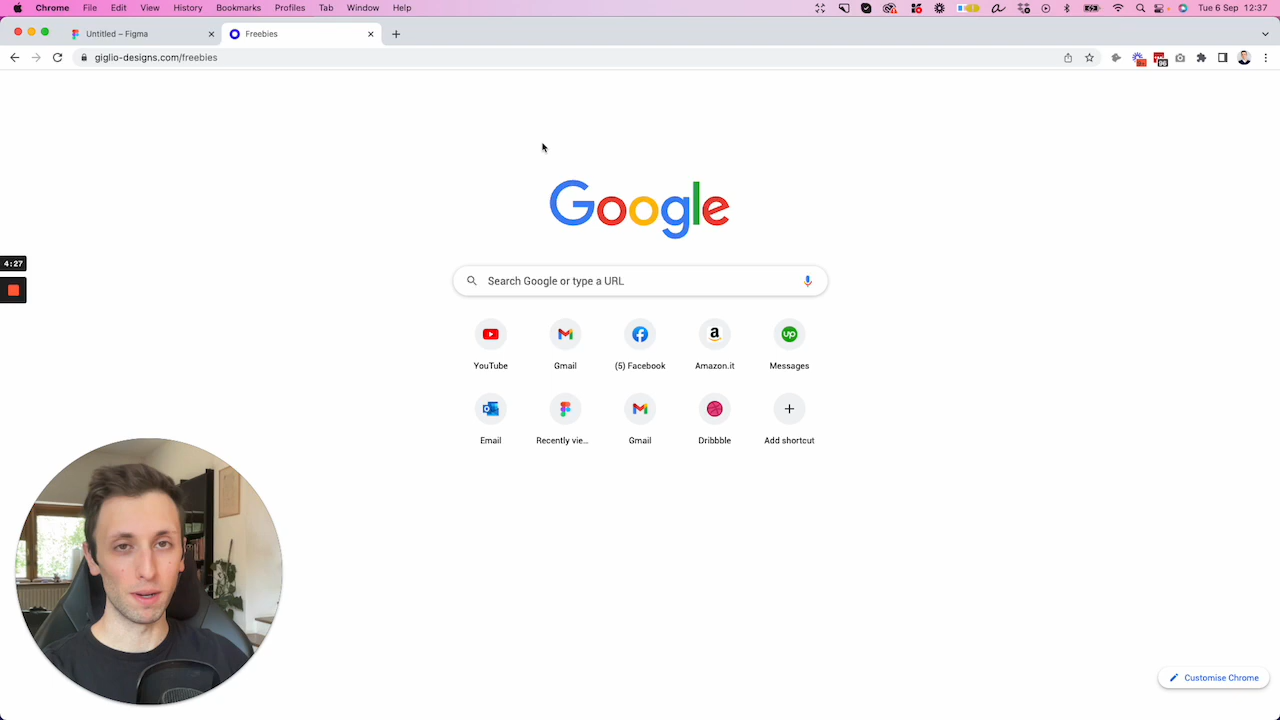 Chrome File Edit View History Bookmarks Profiles Tab Window Help Tue 6 Sep 12:37
Untitled – Figma Freebies
giglio-designs.com/freebies
Google
4:27
Search Google or type a URL
YouTube Gmail (5) Facebook Amazon.it Messages
Email Recently vie... Gmail Dribbble Add shortcut
Customise Chrome